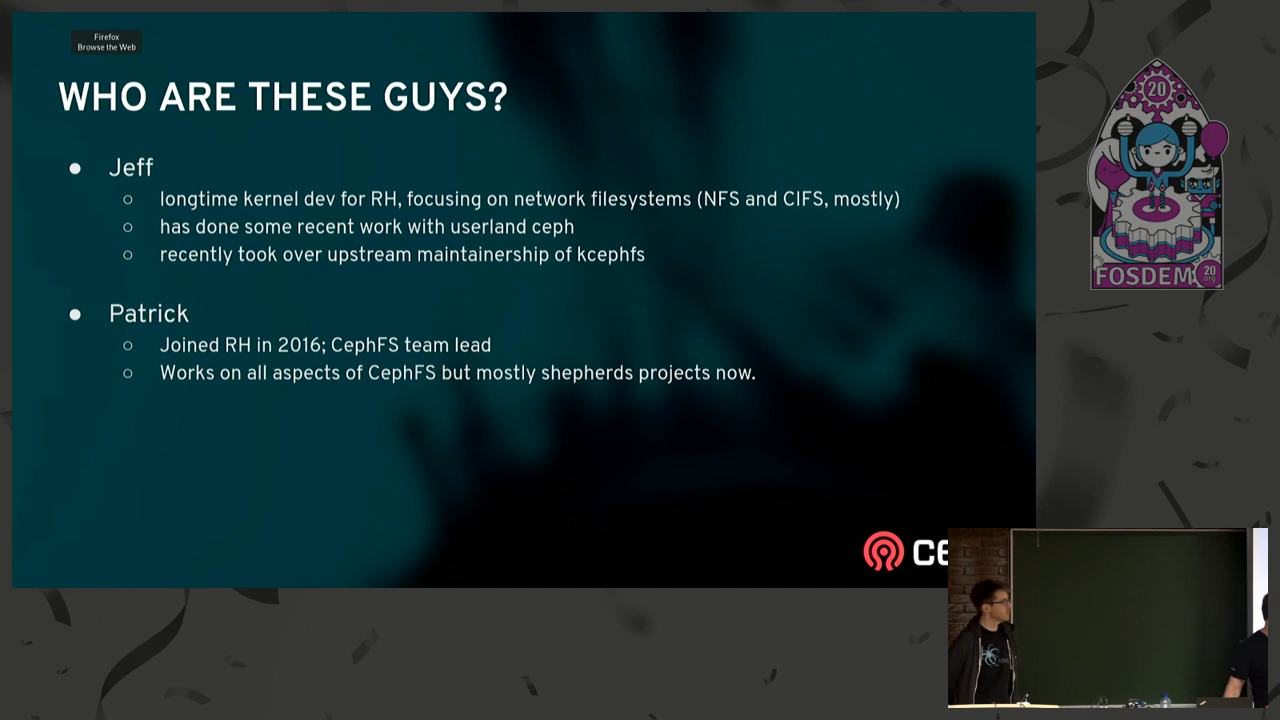 Firefox
Browse the Web
WHO ARE THESE GUYS?
● Jeff
○ longtime kernel dev for RH, focusing on network filesystems (NFS and CIFS, mostly)
○ has done some recent work with userland ceph
○ recently took over upstream maintainership of kcephfs
● Patrick
○ Joined RH in 2016; CephFS team lead
○ Works on all aspects of CephFS but mostly shepherds projects now.
20
FOSDEM
20
.org